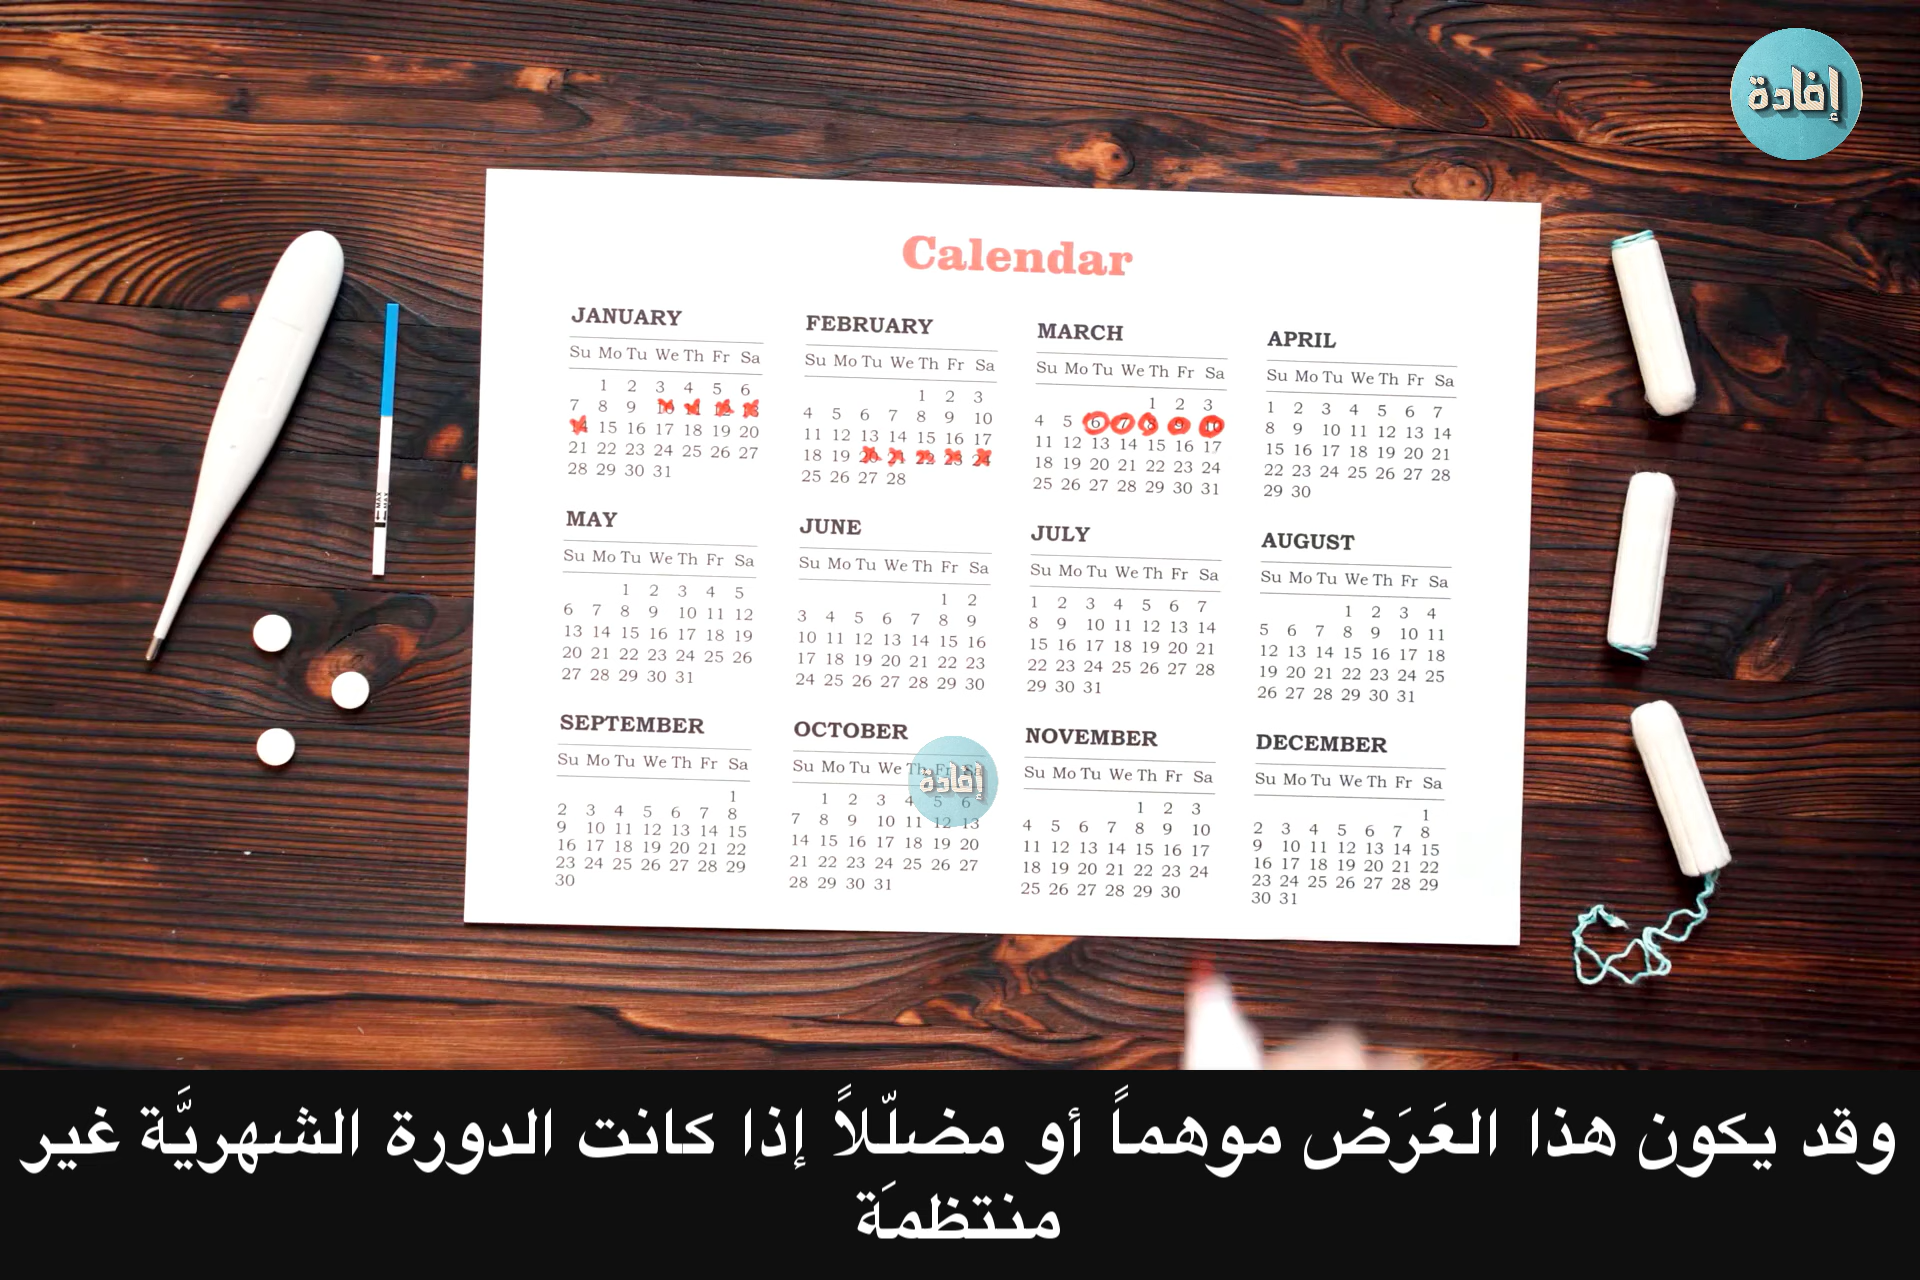 إفادة
Calendar
JANUARY
Su Mo Tu We Th Fr Sa
1 2 3 4 5 6
7 8 9 10 11 12 13
14 15 16 17 18 19 20
21 22 23 24 25 26 27
28 29 30 31
FEBRUARY
Su Mo Tu We Th Fr Sa
1 2 3
4 5 6 7 8 9 10
11 12 13 14 15 16 17
18 19 20 21 22 23 24
25 26 27 28
MARCH
Su Mo Tu We Th Fr Sa
1 2 3
4 5 6 7 8 9 10
11 12 13 14 15 16 17
18 19 20 21 22 23 24
25 26 27 28 29 30 31
APRIL
Su Mo Tu We Th Fr Sa
1 2 3 4 5 6 7
8 9 10 11 12 13 14
15 16 17 18 19 20 21
22 23 24 25 26 27 28
29 30
MAY
Su Mo Tu We Th Fr Sa
1 2 3 4 5
6 7 8 9 10 11 12
13 14 15 16 17 18 19
20 21 22 23 24 25 26
27 28 29 30 31
JUNE
Su Mo Tu We Th Fr Sa
1 2
3 4 5 6 7 8 9
10 11 12 13 14 15 16
17 18 19 20 21 22 23
24 25 26 27 28 29 30
JULY
Su Mo Tu We Th Fr Sa
1 2 3 4 5 6 7
8 9 10 11 12 13 14
15 16 17 18 19 20 21
22 23 24 25 26 27 28
29 30 31
AUGUST
Su Mo Tu We Th Fr Sa
1 2 3 4
5 6 7 8 9 10 11
12 13 14 15 16 17 18
19 20 21 22 23 24 25
26 27 28 29 30 31
SEPTEMBER
Su Mo Tu We Th Fr Sa
1
2 3 4 5 6 7 8
9 10 11 12 13 14 15
16 17 18 19 20 21 22
23 24 25 26 27 28 29
30
OCTOBER
Su Mo Tu We Th Fr Sa
1 2 3 4 5 6
7 8 9 10 11 12 13
14 15 16 17 18 19 20
21 22 23 24 25 26 27
28 29 30 31
إفادة
NOVEMBER
Su Mo Tu We Th Fr Sa
1 2 3
4 5 6 7 8 9 10
11 12 13 14 15 16 17
18 19 20 21 22 23 24
25 26 27 28 29 30
DECEMBER
Su Mo Tu We Th Fr Sa
1
2 3 4 5 6 7 8
9 10 11 12 13 14 15
16 17 18 19 20 21 22
23 24 25 26 27 28 29
30 31
MAX
MAX
وقد يكون هذا العَرَض موهماً أو مضلّلاً إذا كانت الدورة الشهريَّة غير
منتظمَة